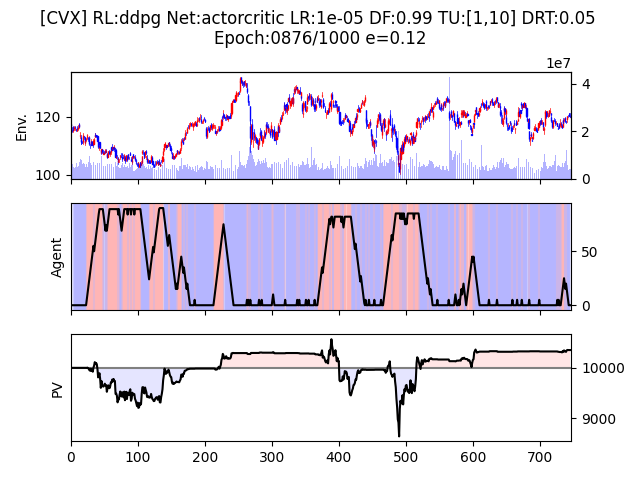 [CVX] RL:ddpg Net:actorcritic LR:1e-05 DF:0.99 TU:[1,10] DRT:0.05
Epoch:0876/1000 e=0.12
1e7
Env.
120
100
4
2
0
Agent
50
0
PV
10000
9000
0 100 200 300 400 500 600 700